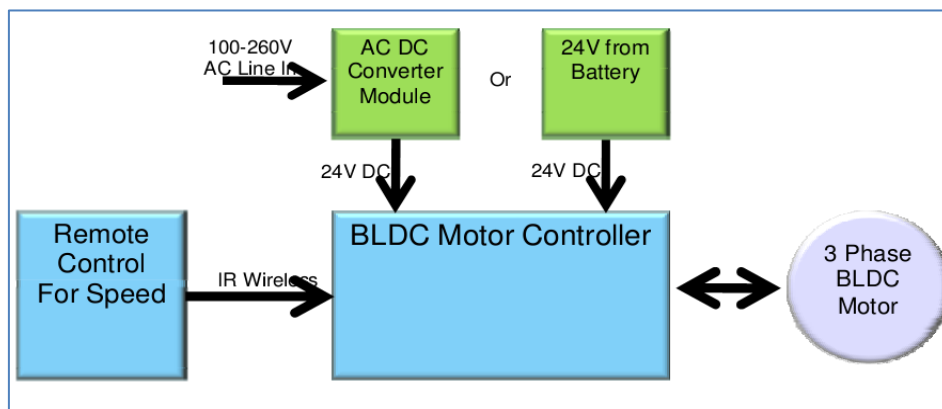 100-260V
AC Line In
AC DC
Converter
Module
Or
24V from
Battery
24V DC
24V DC
Remote
Control
For Speed
IR Wireless
BLDC Motor Controller
3 Phase
BLDC
Motor